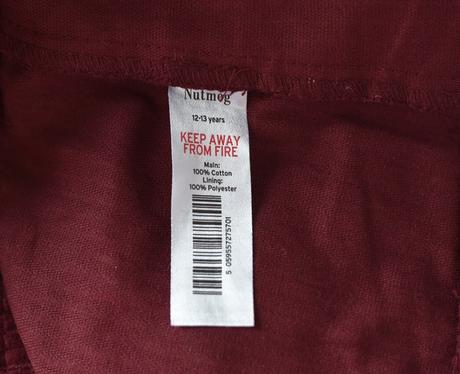 Nutmeg
12-13 years
KEEP AWAY
FROM FIRE
Main:
100% Cotton
Lining:
100% Polyester
5 059557275701